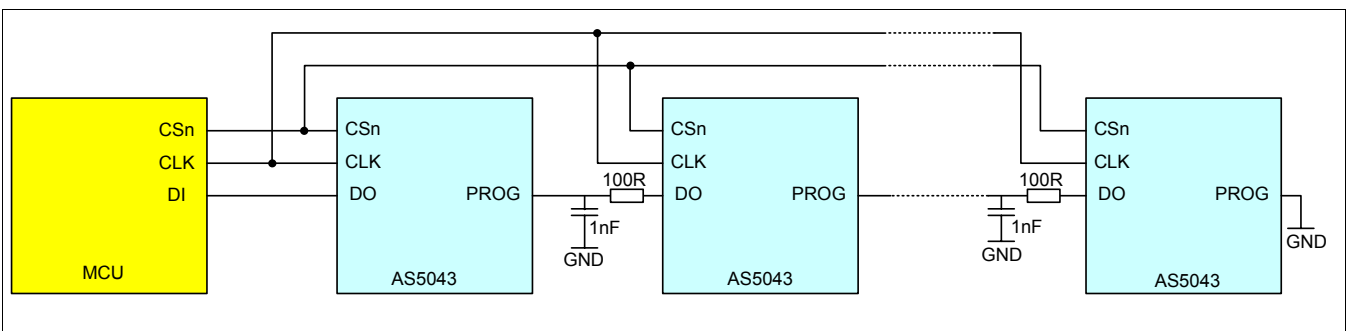 CSn
CLK
DI
MCU
CSn
CLK
DO
PROG
AS5043
100R
1nF
GND
CSn
CLK
DO
PROG
AS5043
100R
1nF
GND
CSn
CLK
DO
PROG
AS5043
GND